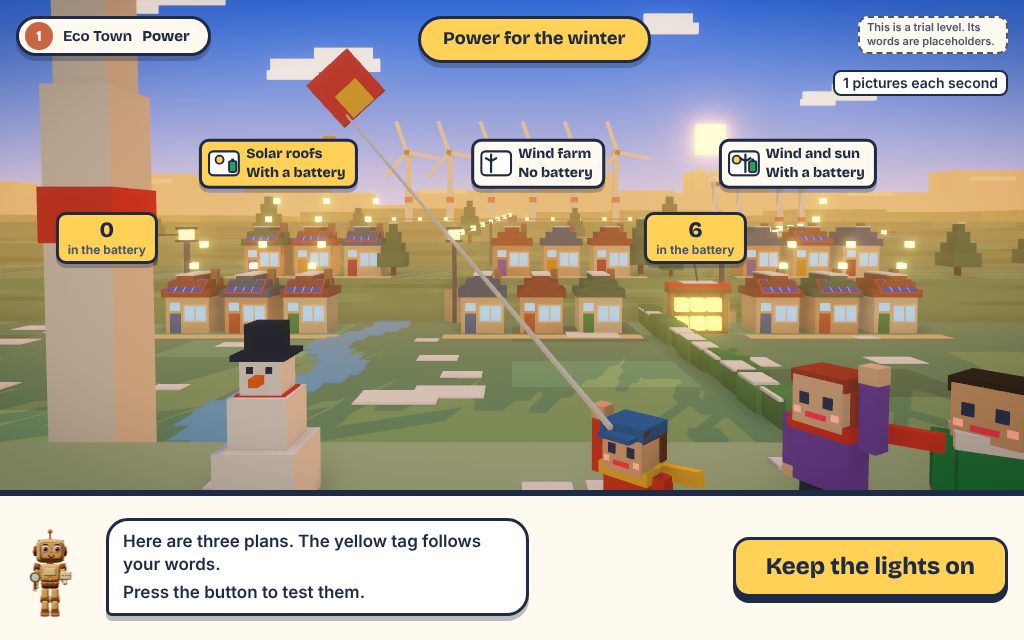 1 Eco Town Power
Power for the winter
This is a trial level. Its
words are placeholders.
1 pictures each second
Solar roofs
With a battery
Wind farm
No battery
Wind and sun
With a battery
0
in the battery
6
in the battery
Here are three plans. The yellow tag follows
your words.
Press the button to test them.
Keep the lights on